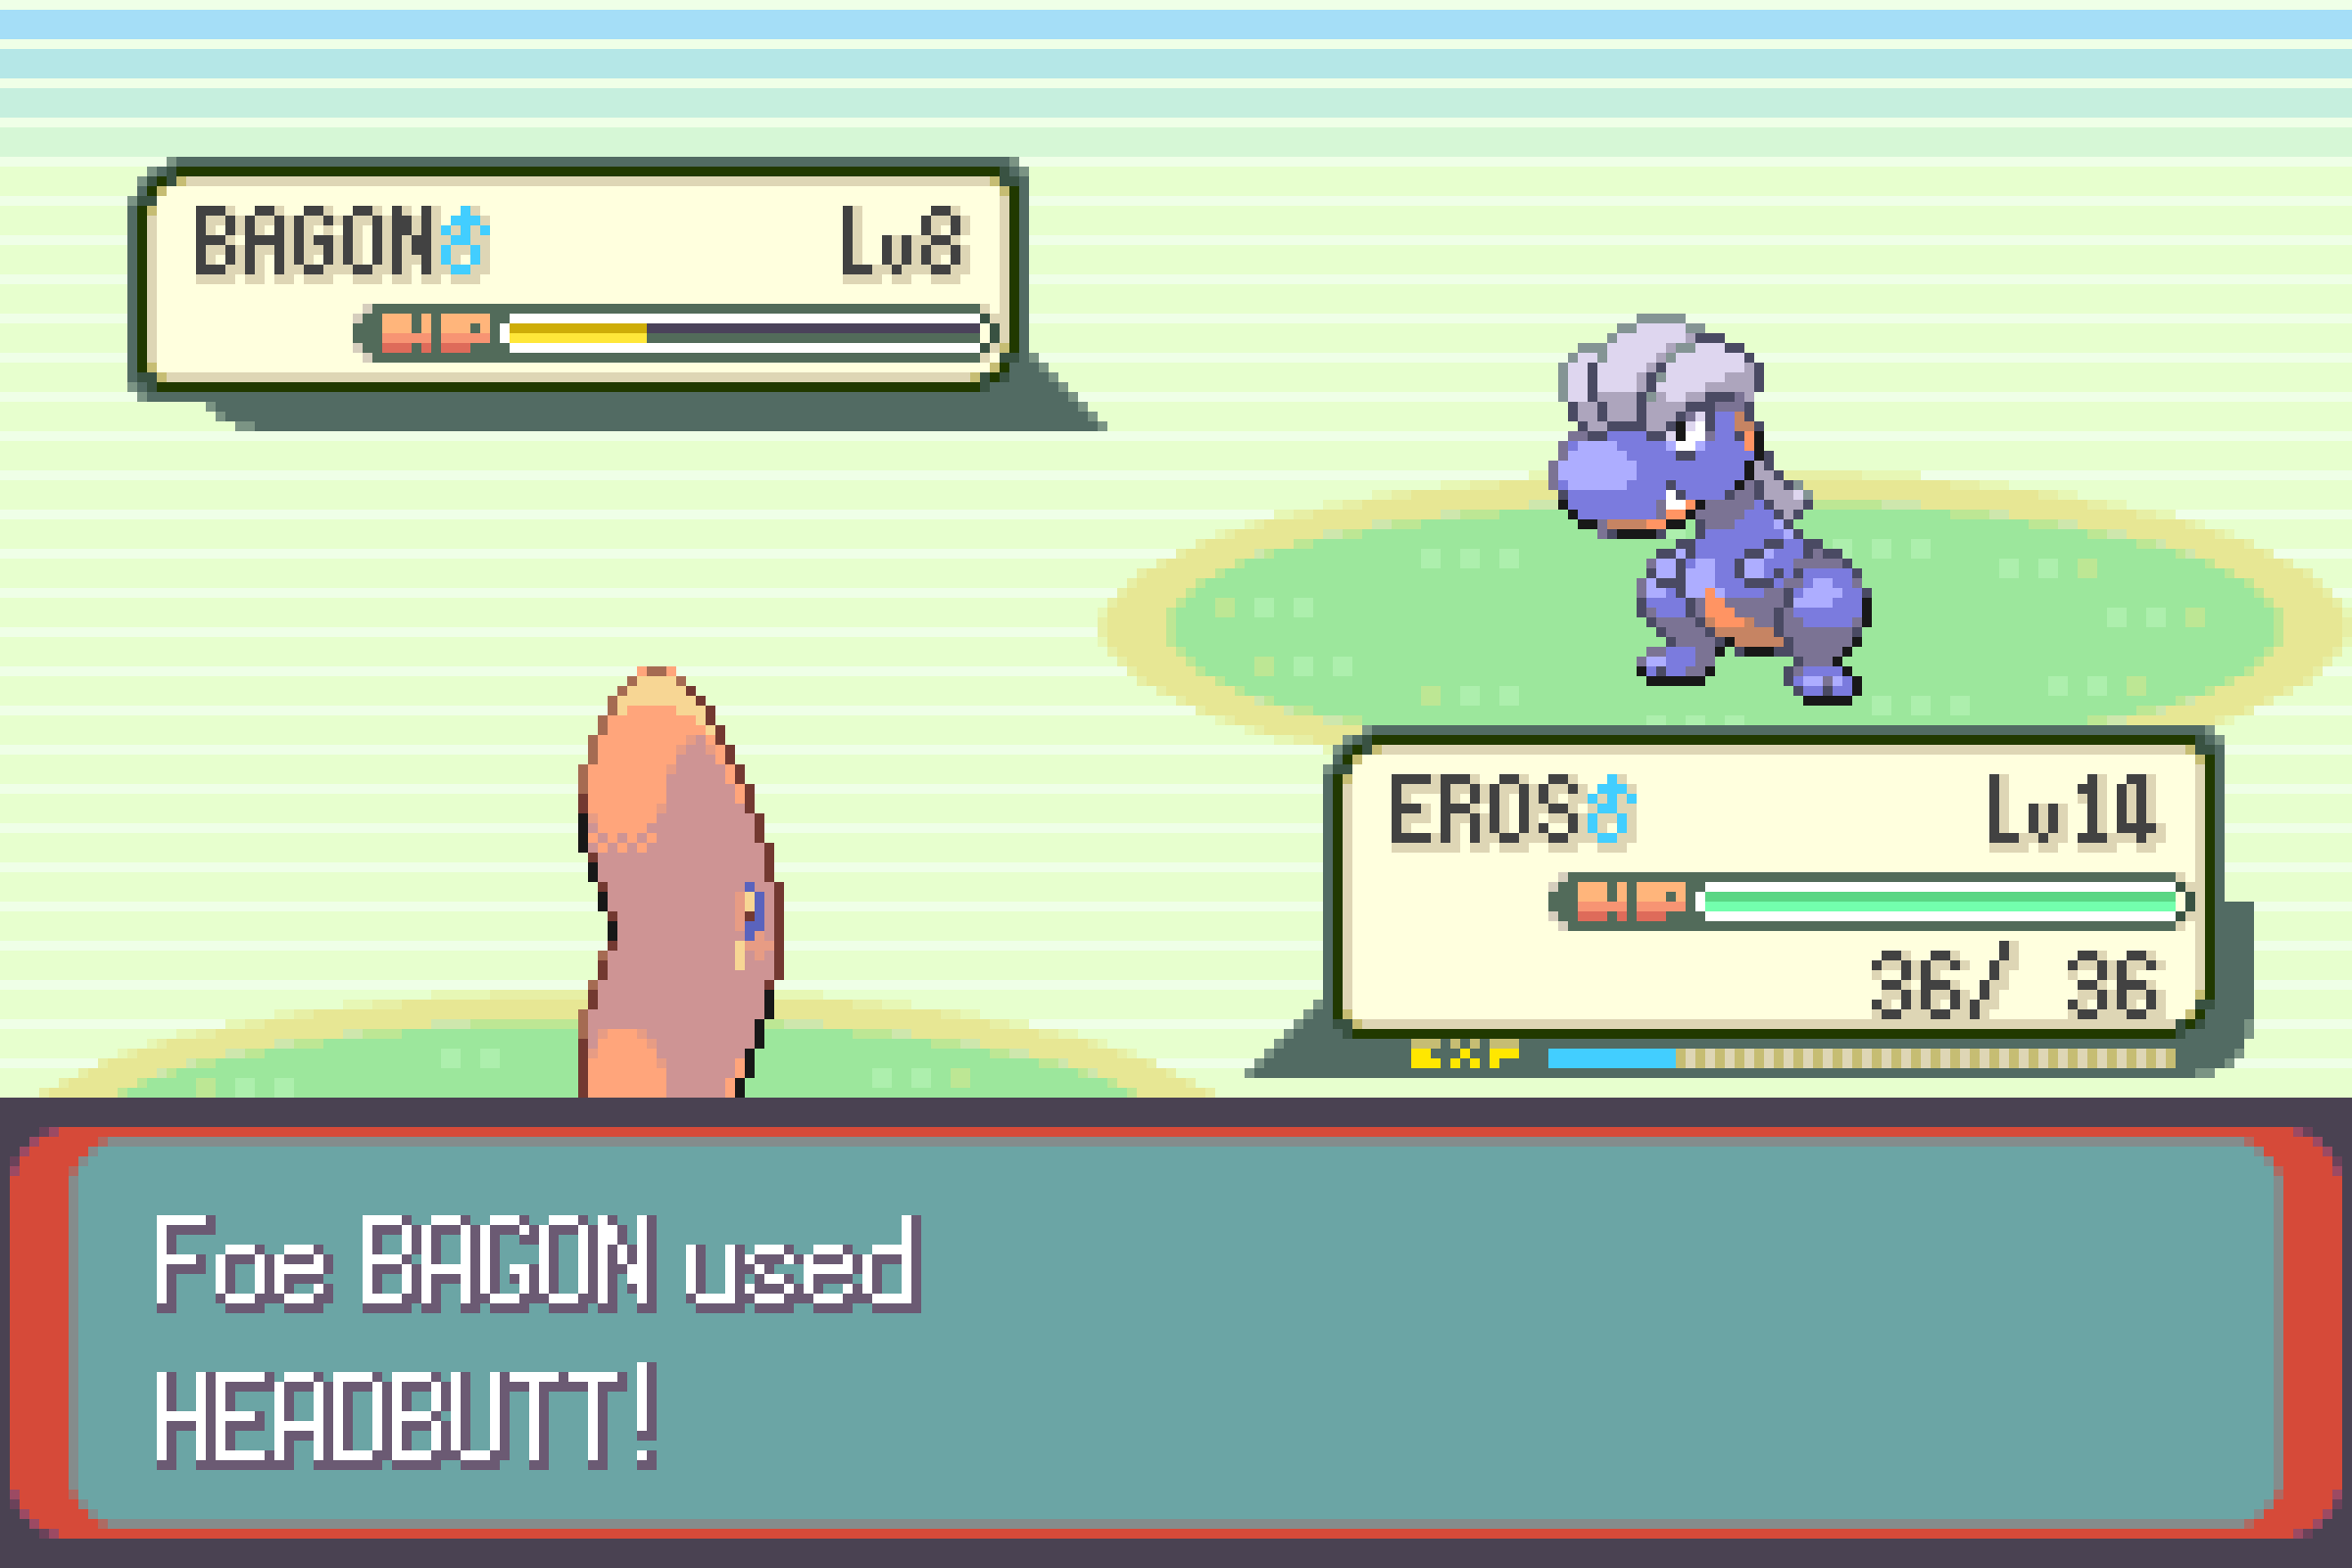 BAGON♂ Lv8
HP
EROS♂ Lv14
HP
36/ 36
EXP
Foe BAGON used
HEADBUTT!